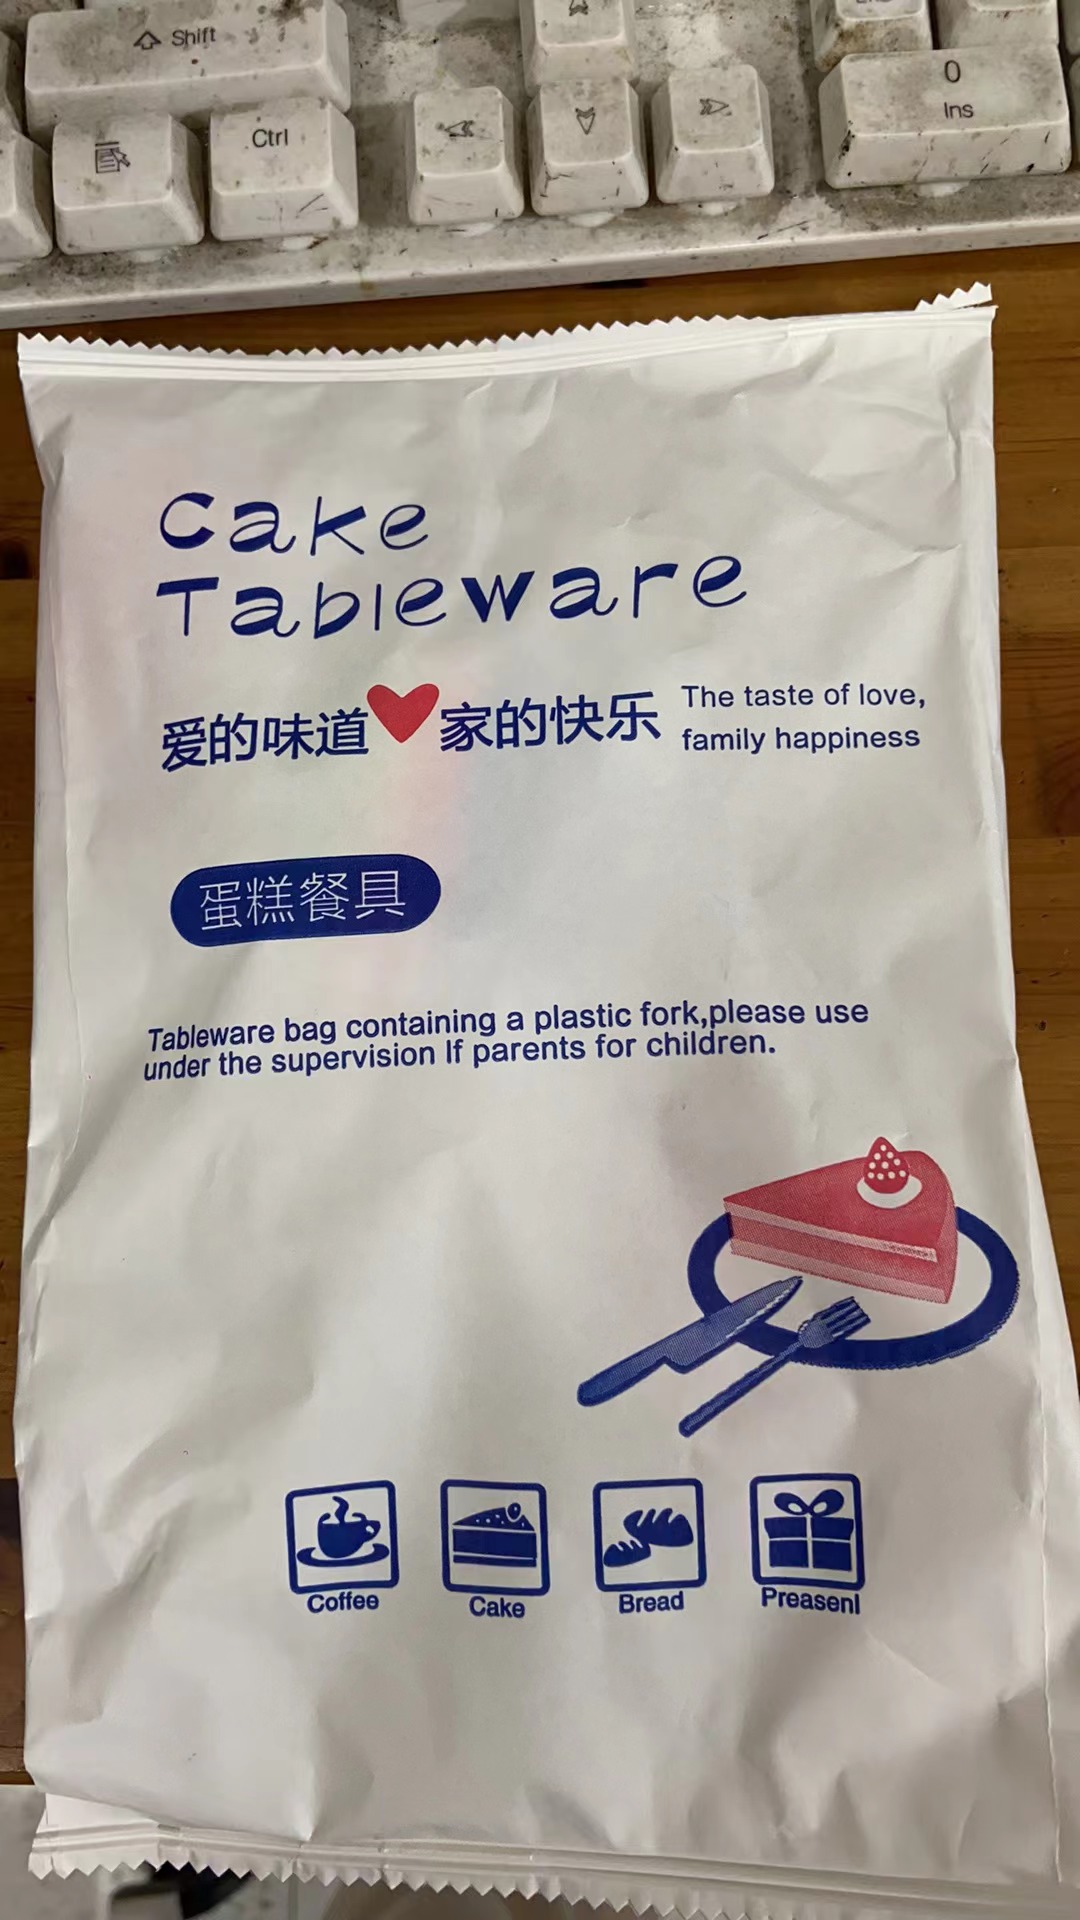 Shift
Ctrl
0
Ins
Cake
Tableware
爱的味道 家的快乐
The taste of love,
family happiness
蛋糕餐具
Tableware bag containing a plastic fork,please use
under the supervision If parents for children.
Coffee
Cake
Bread
Preasenl